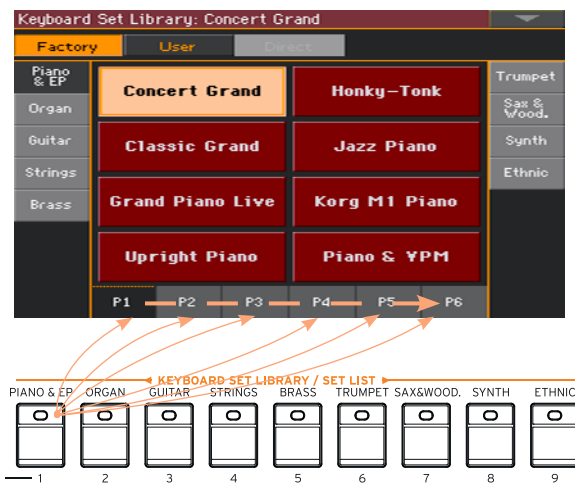 Keyboard Set Library: Concert Grand
Factory User Direct
Piano & EP
Organ
Guitar
Strings
Brass
Concert Grand Honky-Tonk
Classic Grand Jazz Piano
Grand Piano Live Korg M1 Piano
Upright Piano Piano & YPM
Trumpet
Sax & Wood.
Synth
Ethnic
P1 P2 P3 P4 P5 P6
KEYBOARD SET LIBRARY / SET LIST
PIANO & EP ORGAN GUITAR STRINGS BRASS TRUMPET SAX&WOOD. SYNTH ETHNIC
1 2 3 4 5 6 7 8 9